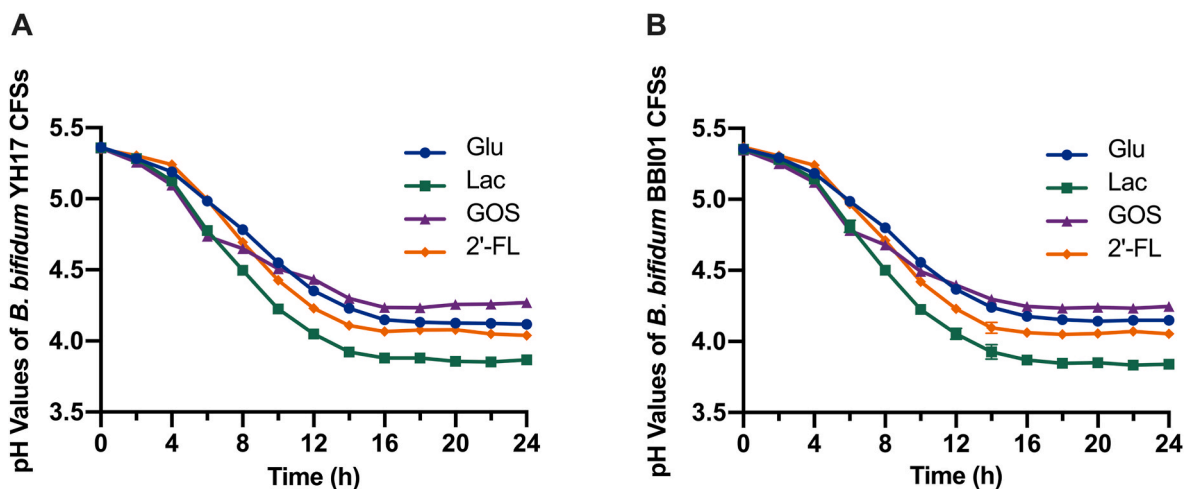 A
pH Values of B. bifidum YH17 CFSs
5.5
5.0
4.5
4.0
3.5
0
4
8
12
16
20
24
Time (h)
Glu
Lac
GOS
2'-FL
B
pH Values of B. bifidum BBI01 CFSs
5.5
5.0
4.5
4.0
3.5
0
4
8
12
16
20
24
Time (h)
Glu
Lac
GOS
2'-FL